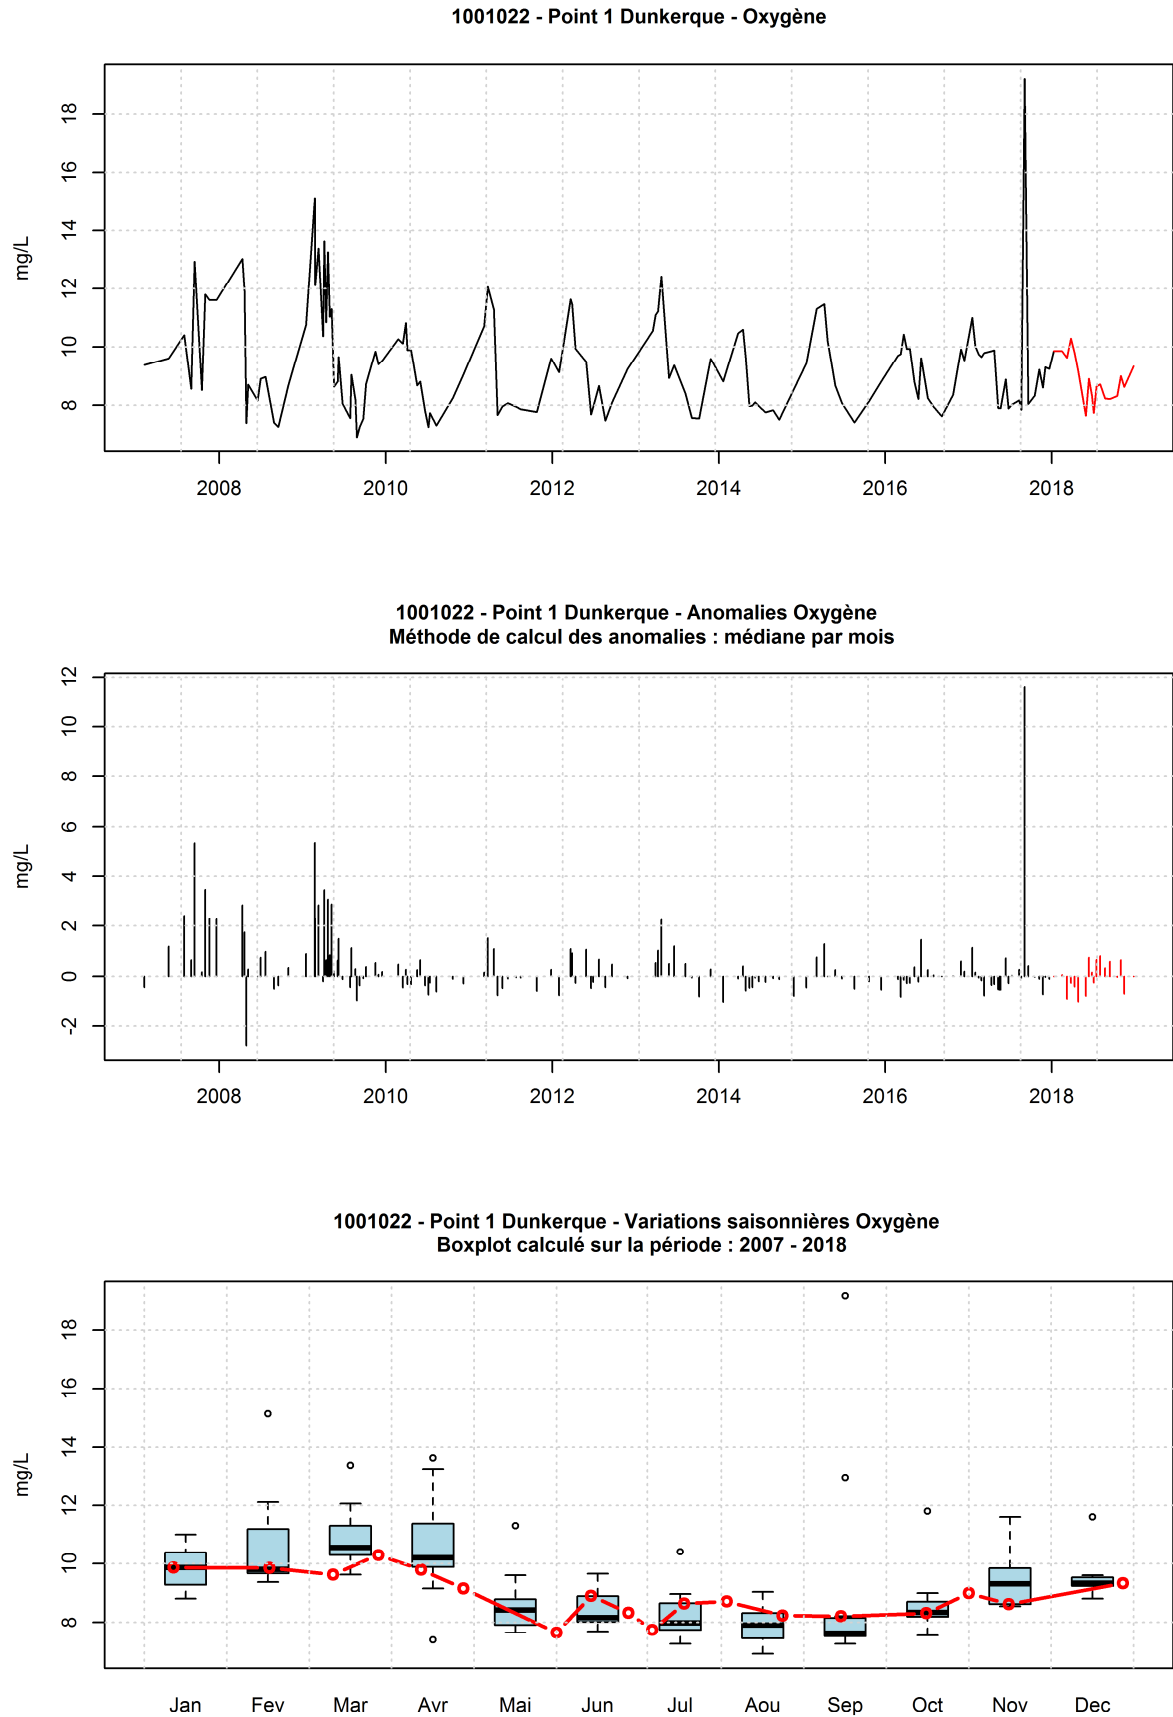 1001022 - Point 1 Dunkerque - Oxygène
18
16
14
12
10
8
mg/L
2008 2010 2012 2014 2016 2018
1001022 - Point 1 Dunkerque - Anomalies Oxygène
Méthode de calcul des anomalies : médiane par mois
12
10
8
6
4
2
0
-2
mg/L
2008 2010 2012 2014 2016 2018
1001022 - Point 1 Dunkerque - Variations saisonnières Oxygène
Boxplot calculé sur la période : 2007 - 2018
18
16
14
12
10
8
mg/L
Jan Fev Mar Avr Mai Jun Jul Aou Sep Oct Nov Dec